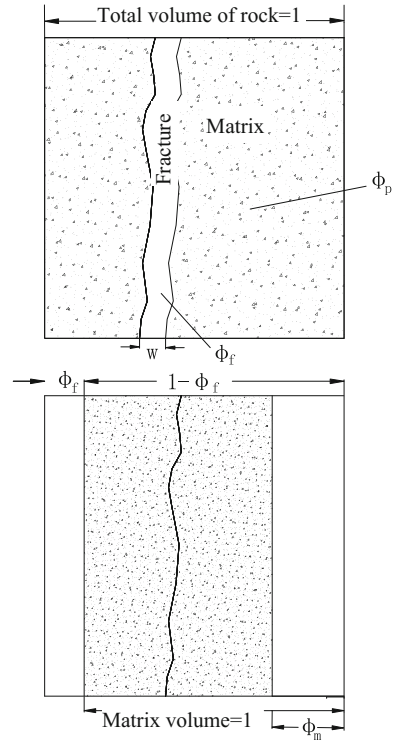 Total volume of rock=1
Fracture
Matrix
ϕp
ϕf
W
ϕf
1-ϕf
Matrix volume=1
ϕm